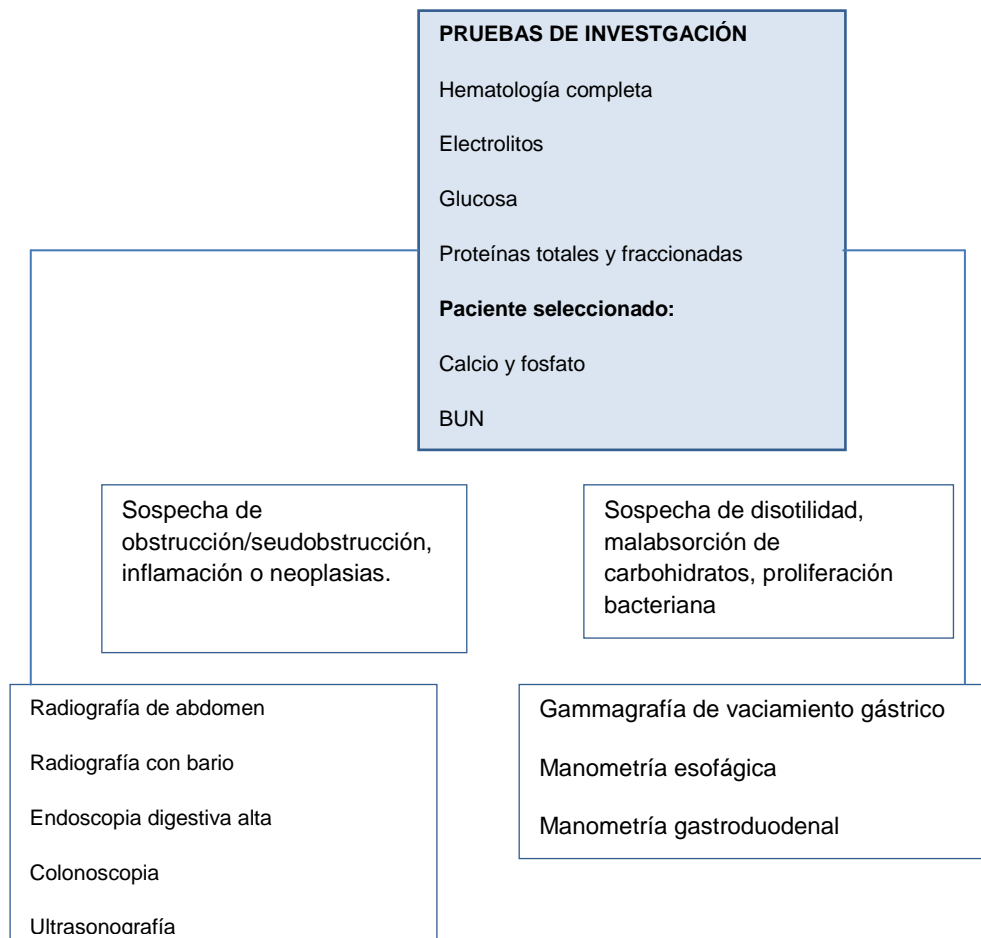 PRUEBAS DE INVESTGACIÓN
Hematología completa
Electrolitos
Glucosa
Proteínas totales y fraccionadas
Paciente seleccionado:
Calcio y fosfato
BUN
Sospecha de
obstrucción/seudobstrucción,
inflamación o neoplasias.
Sospecha de disotilidad,
malabsorción de
carbohidratos, proliferación
bacteriana
Radiografía de abdomen
Radiografía con bario
Endoscopia digestiva alta
Colonoscopia
Ultrasonografía
Gammagrafía de vaciamiento gástrico
Manometría esofágica
Manometría gastroduodenal